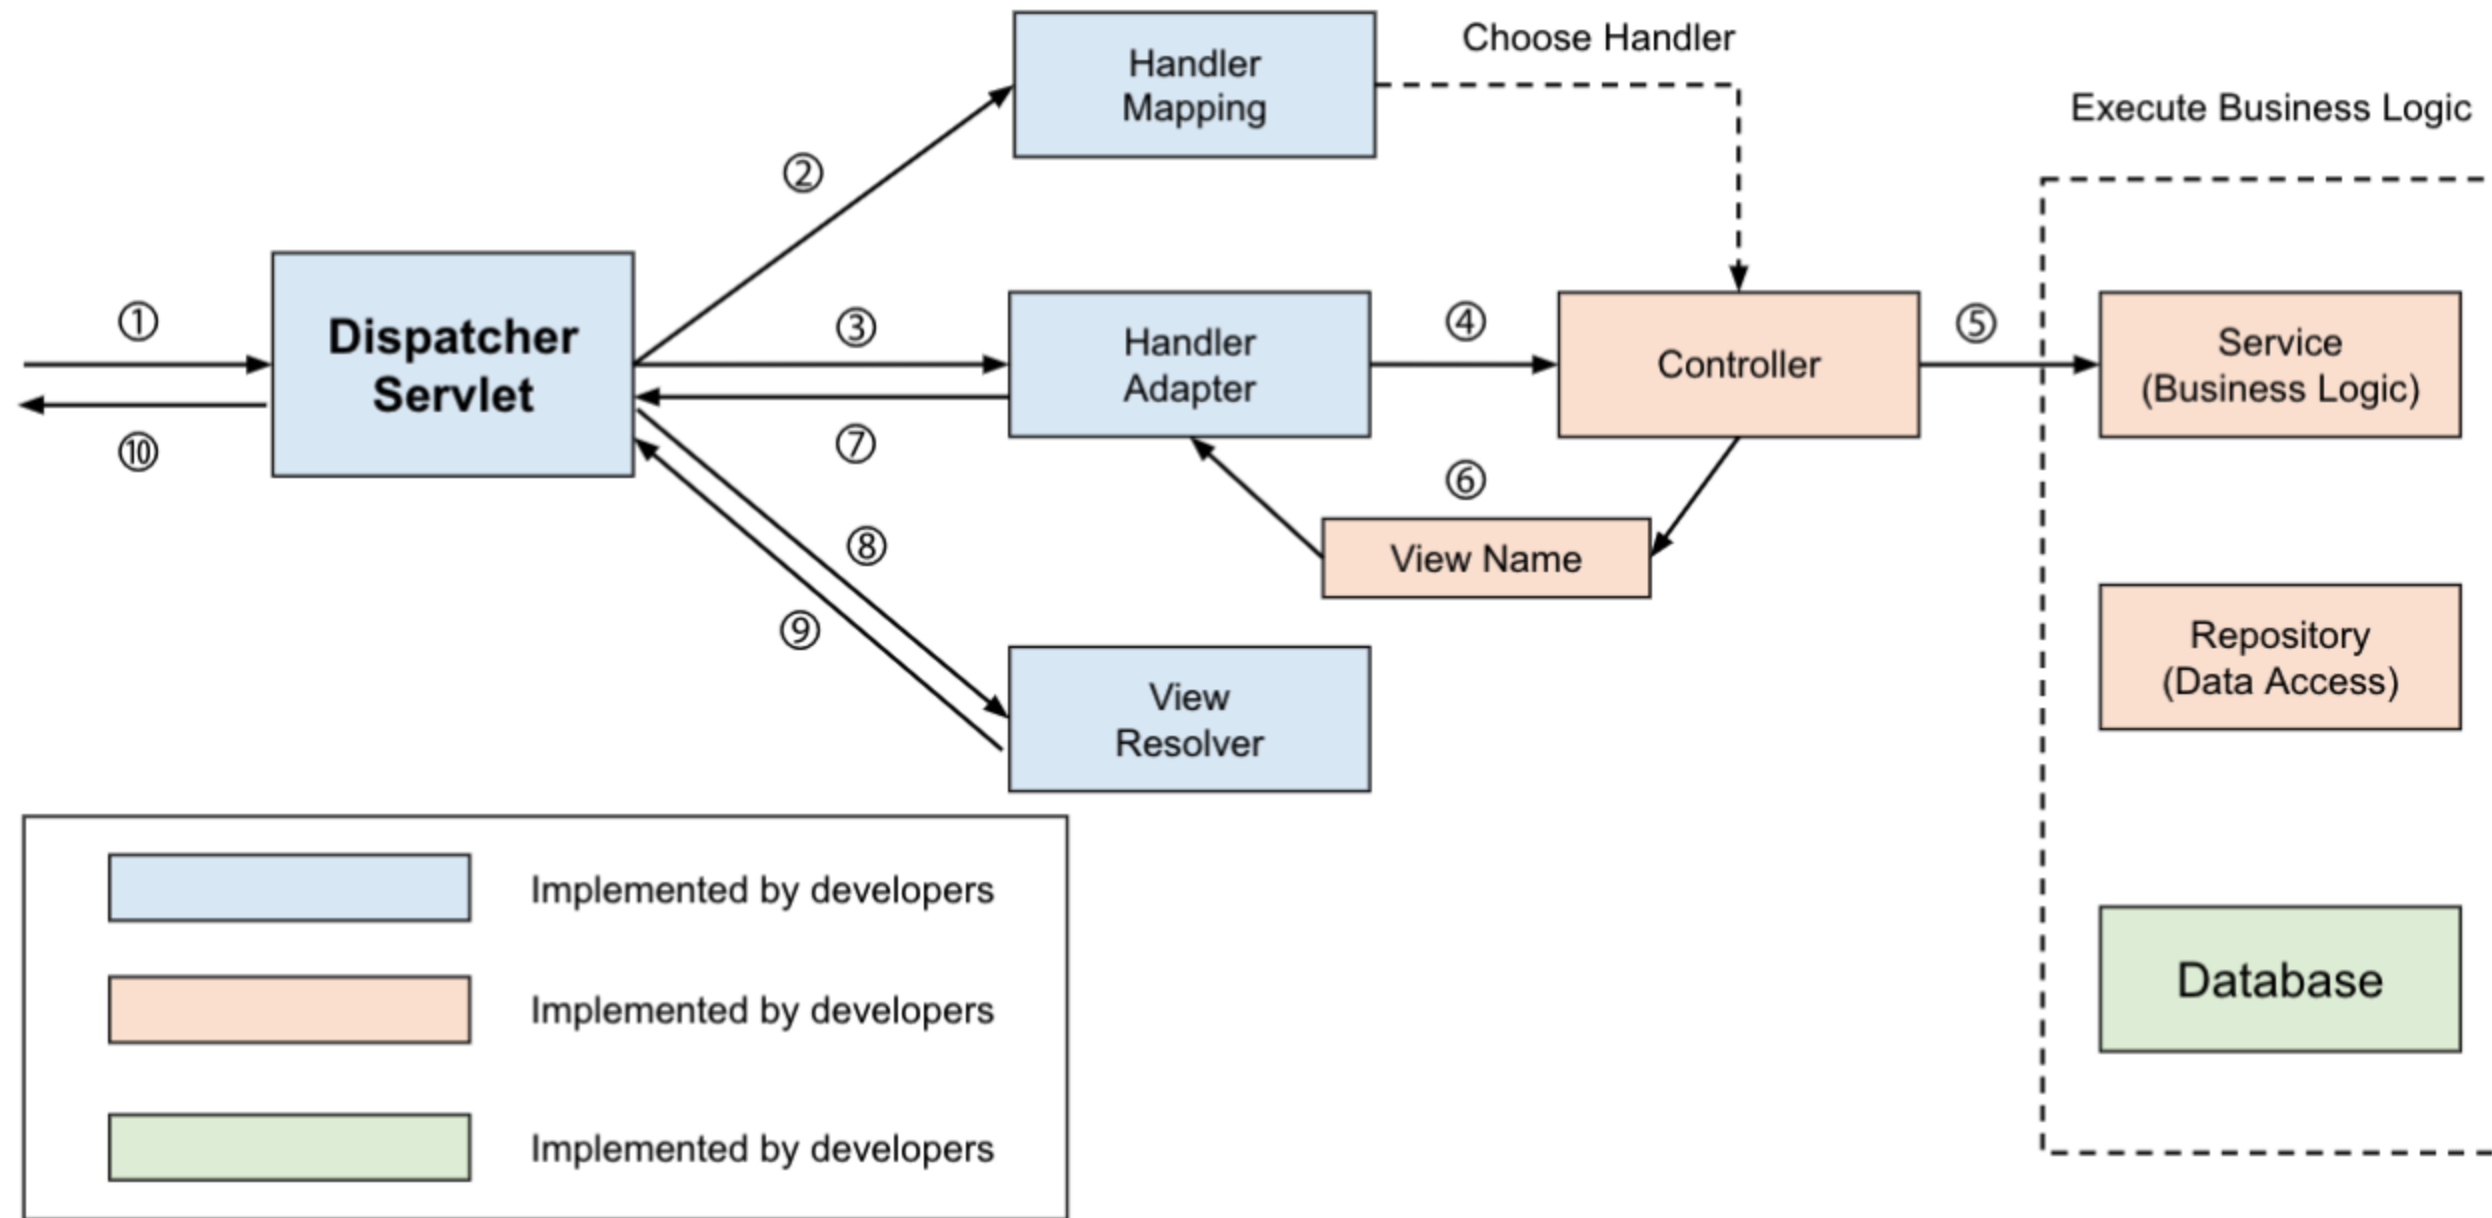 Handler
Mapping
Choose Handler
Execute Business Logic
②
①
Dispatcher
Servlet
③
Handler
Adapter
④
Controller
⑤
Service
(Business Logic)
⑩
⑦
⑥
View Name
⑧
⑨
View
Resolver
Repository
(Data Access)
Database
Implemented by developers
Implemented by developers
Implemented by developers